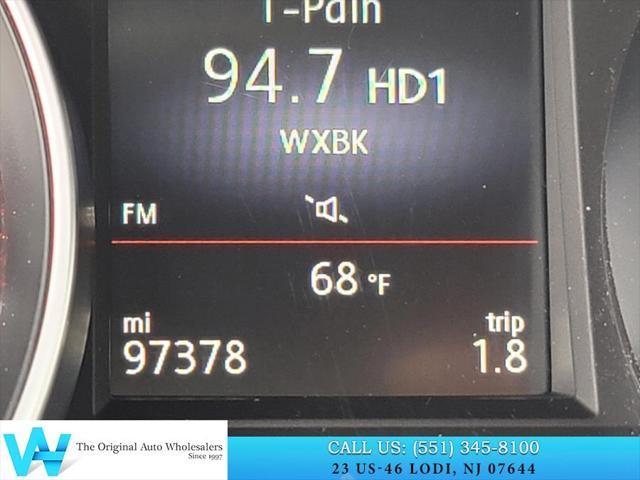 T-Pain
94.7 HD1
WXBK
FM
68 °F
mi trip
97378 1.8
The Original Auto Wholesalers
Since 1997
CALL US: (551) 345-8100
23 US-46 LODI, NJ 07644